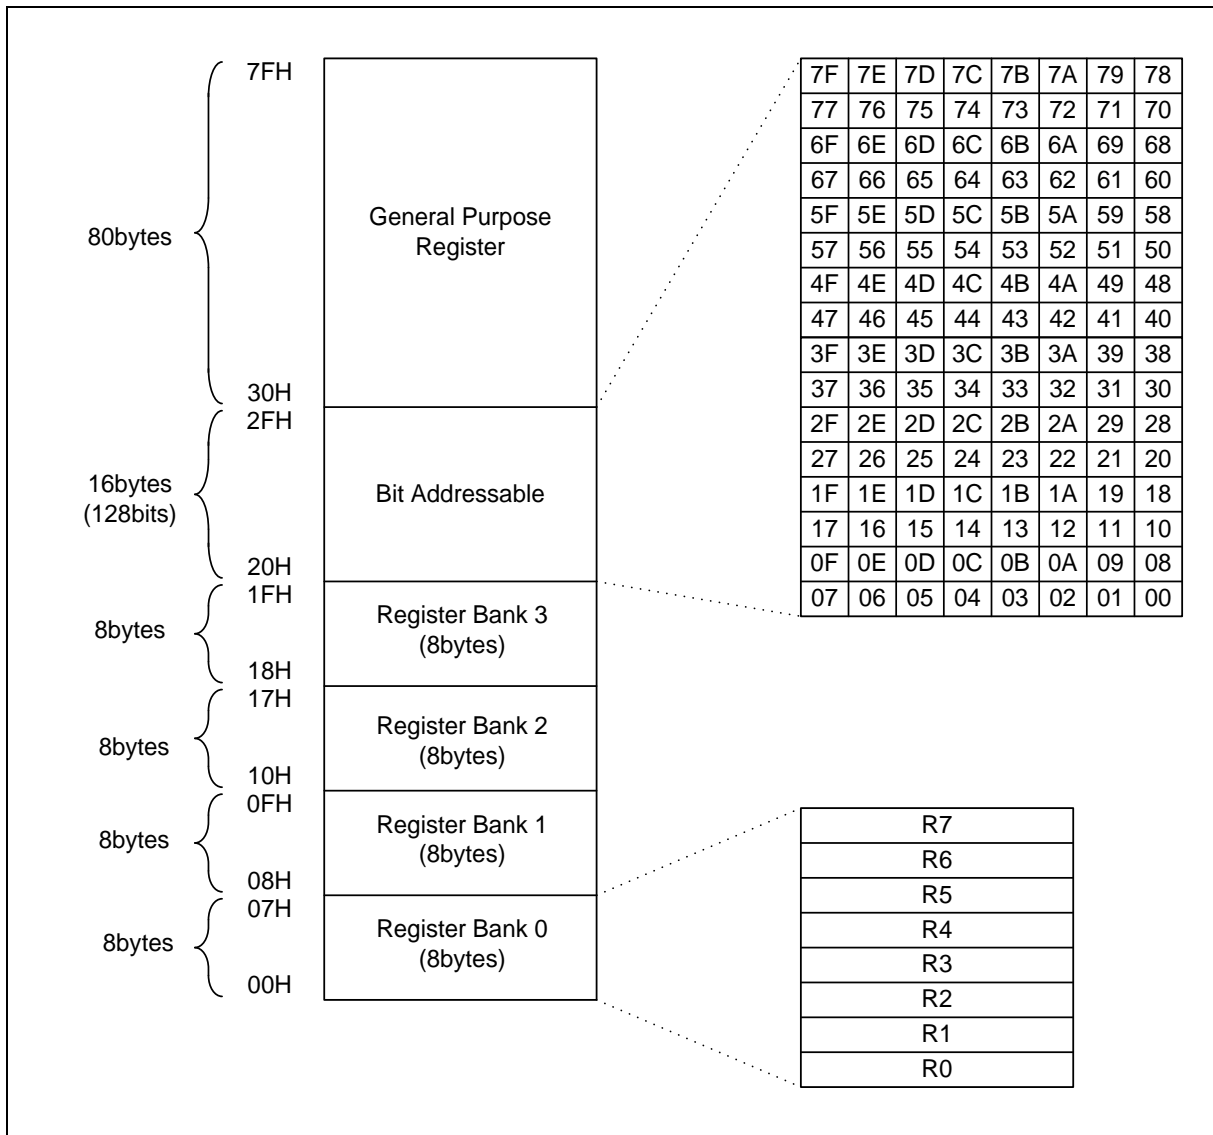 7FH
80bytes
General Purpose
Register
30H
2FH
16bytes
(128bits)
Bit Addressable
20H
1FH
8bytes
Register Bank 3
(8bytes)
18H
17H
8bytes
Register Bank 2
(8bytes)
10H
0FH
8bytes
Register Bank 1
(8bytes)
08H
07H
8bytes
Register Bank 0
(8bytes)
00H
7F 7E 7D 7C 7B 7A 79 78
77 76 75 74 73 72 71 70
6F 6E 6D 6C 6B 6A 69 68
67 66 65 64 63 62 61 60
5F 5E 5D 5C 5B 5A 59 58
57 56 55 54 53 52 51 50
4F 4E 4D 4C 4B 4A 49 48
47 46 45 44 43 42 41 40
3F 3E 3D 3C 3B 3A 39 38
37 36 35 34 33 32 31 30
2F 2E 2D 2C 2B 2A 29 28
27 26 25 24 23 22 21 20
1F 1E 1D 1C 1B 1A 19 18
17 16 15 14 13 12 11 10
0F 0E 0D 0C 0B 0A 09 08
07 06 05 04 03 02 01 00
R7
R6
R5
R4
R3
R2
R1
R0